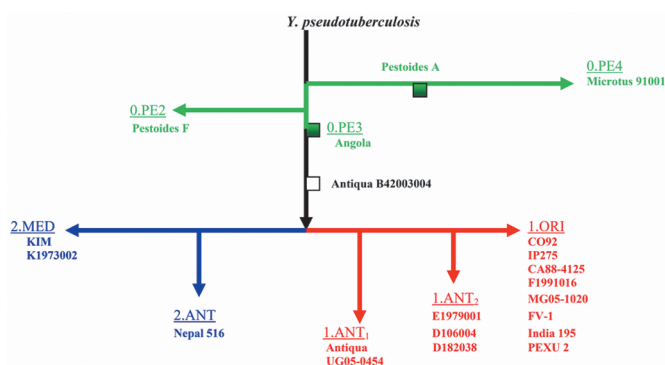 Y. pseudotuberculosis
Pestoides A
0.PE4
Microtus 91001
0.PE2
Pestoides F
0.PE3
Angola
Antiqua B42003004
2.MED
KIM
K1973002
2.ANT
Nepal 516
1.ANT1
Antiqua
UG05-0454
1.ANT2
E1979001
D106004
D182038
1.ORI
CO92
IP275
CA88-4125
F1991016
MG05-1020
FV-1
India 195
PEXU 2